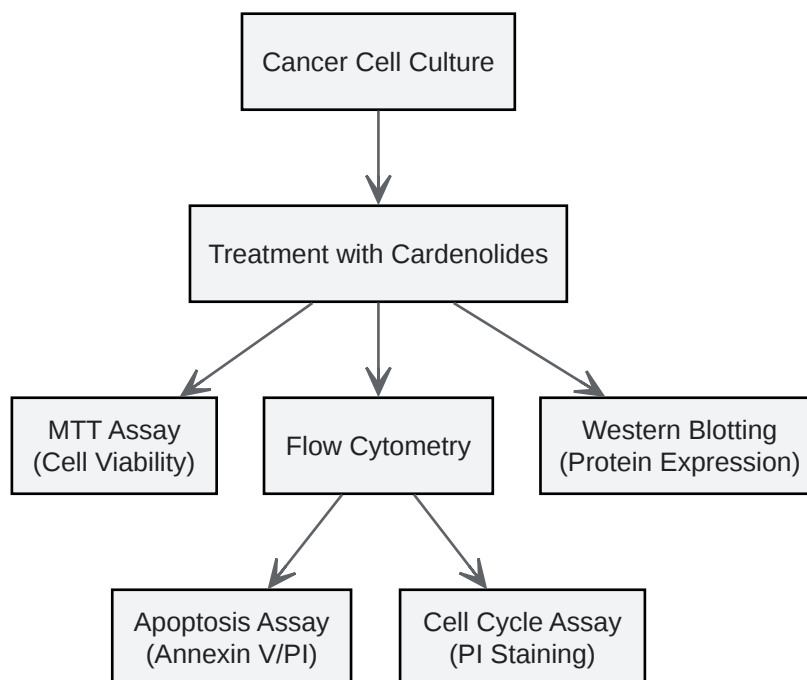 Cancer Cell Culture
Treatment with Cardenolides
MTT Assay
(Cell Viability)
Flow Cytometry
Western Blotting
(Protein Expression)
Apoptosis Assay
(Annexin V/PI)
Cell Cycle Assay
(PI Staining)